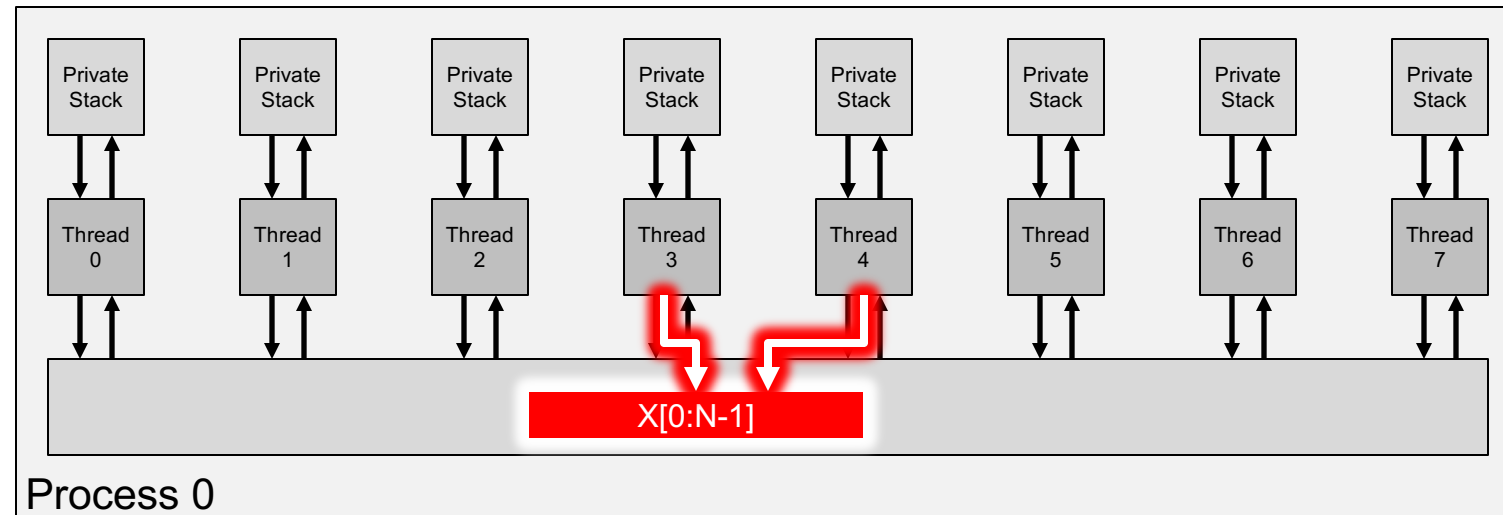 Private
Stack
Private
Stack
Private
Stack
Private
Stack
Private
Stack
Private
Stack
Private
Stack
Private
Stack
Thread
0
Thread
1
Thread
2
Thread
3
Thread
4
Thread
5
Thread
6
Thread
7
X[0:N-1]
Process 0